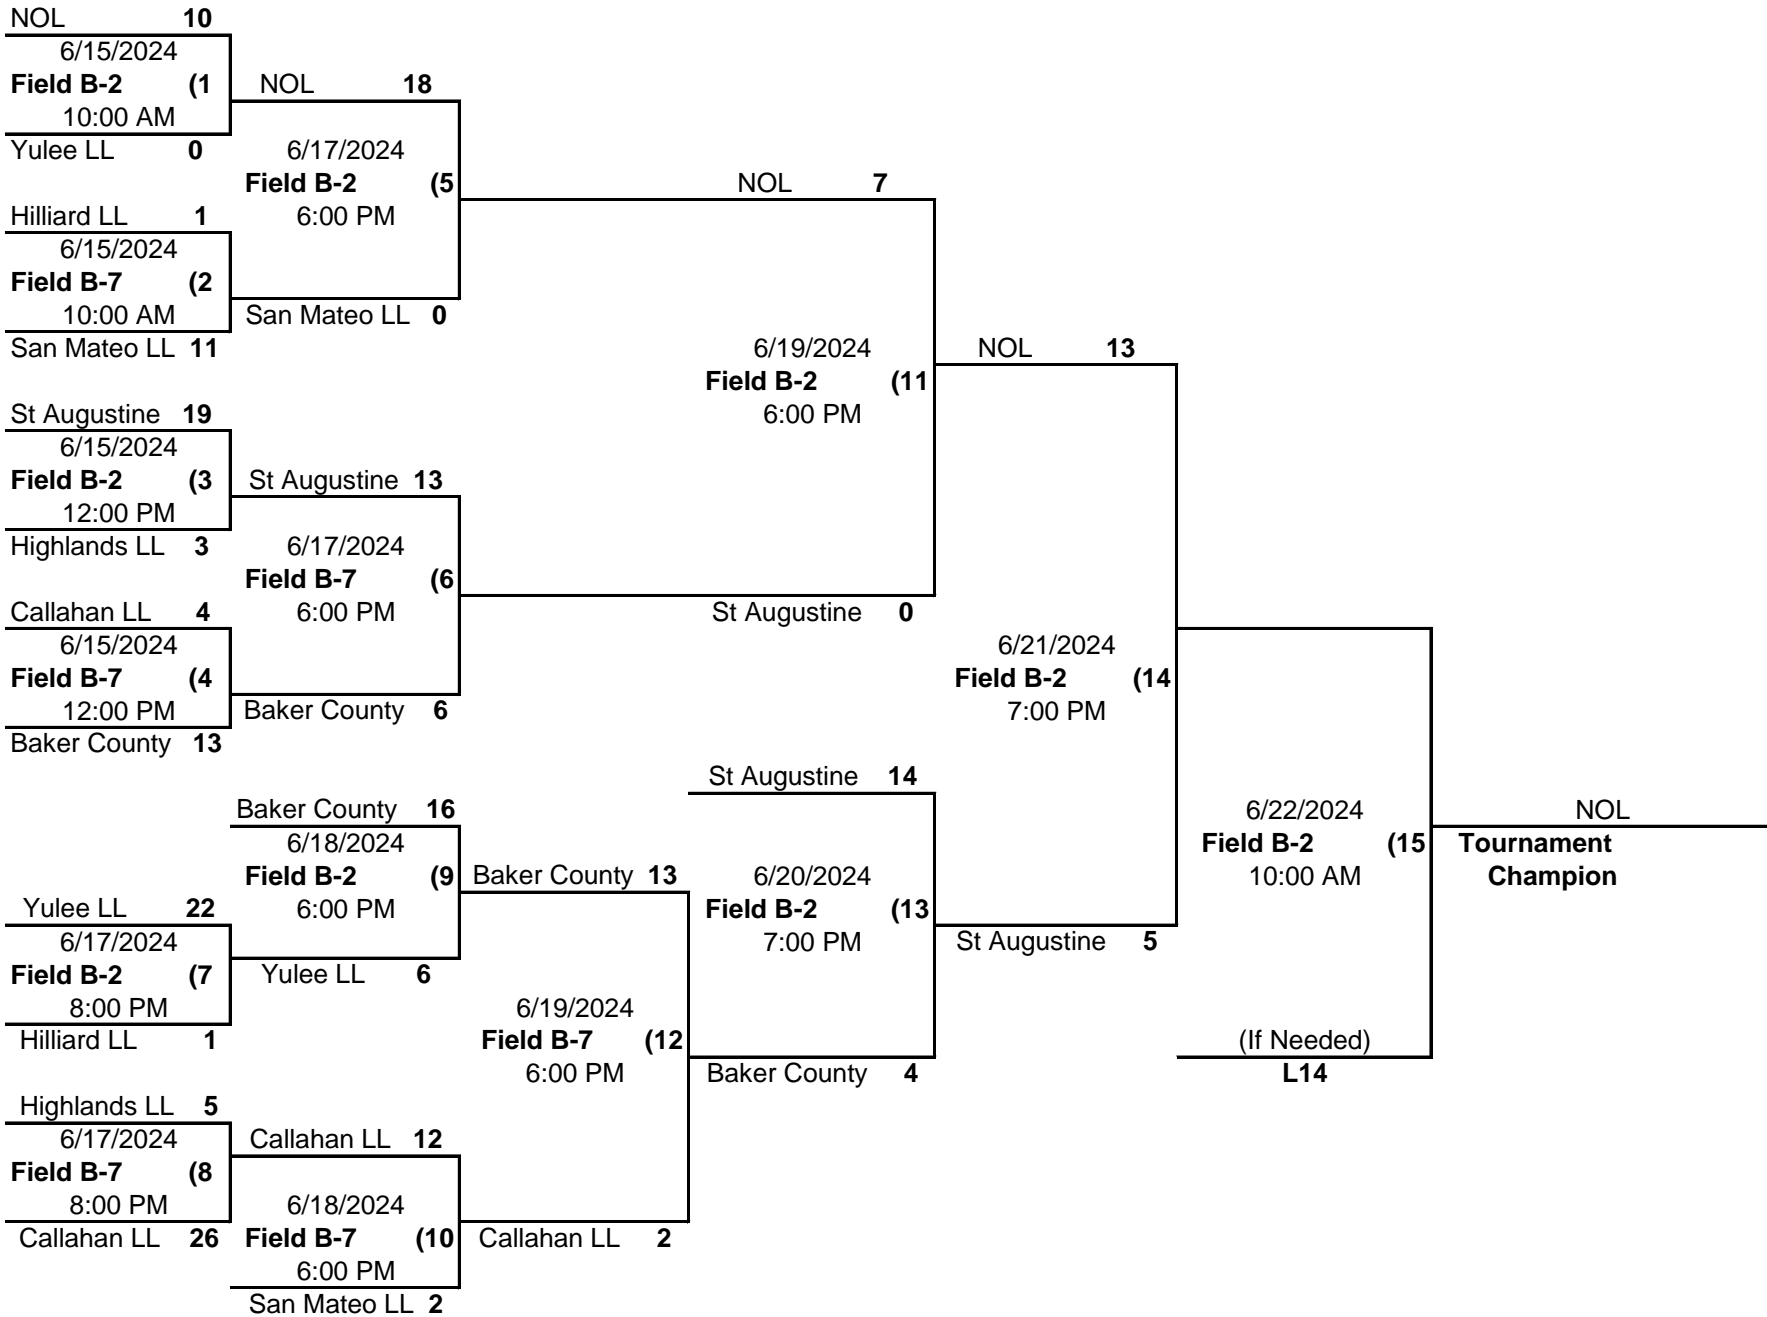 NOL 10
6/15/2024
Field B-2 (1
10:00 AM
Yulee LL 0
Hilliard LL 1
6/15/2024
Field B-7 (2
10:00 AM
San Mateo LL 11
St Augustine 19
6/15/2024
Field B-2 (3
12:00 PM
Highlands LL 3
Callahan LL 4
6/15/2024
Field B-7 (4
12:00 PM
Baker County 13
Yulee LL 22
6/17/2024
Field B-2 (7
8:00 PM
Hilliard LL 1
Highlands LL 5
6/17/2024
Field B-7 (8
8:00 PM
Callahan LL 26
NOL 18
6/17/2024
Field B-2 (5
6:00 PM
San Mateo LL 0
St Augustine 13
6/17/2024
Field B-7 (6
6:00 PM
Baker County 6
Baker County 16
6/18/2024
Field B-2 (9
6:00 PM
Yulee LL 6
Callahan LL 12
6/18/2024
Field B-7 (10
6:00 PM
San Mateo LL 2
Baker County 13
6/19/2024
Field B-7 (12
6:00 PM
Callahan LL 2
NOL 7
6/19/2024
Field B-2 (11
6:00 PM
St Augustine 0
St Augustine 14
6/20/2024
Field B-2 (13
7:00 PM
Baker County 4
NOL 13
6/21/2024
Field B-2 (14
7:00 PM
St Augustine 5
6/22/2024
Field B-2 (15
10:00 AM
(If Needed)
L14
NOL
Tournament
Champion